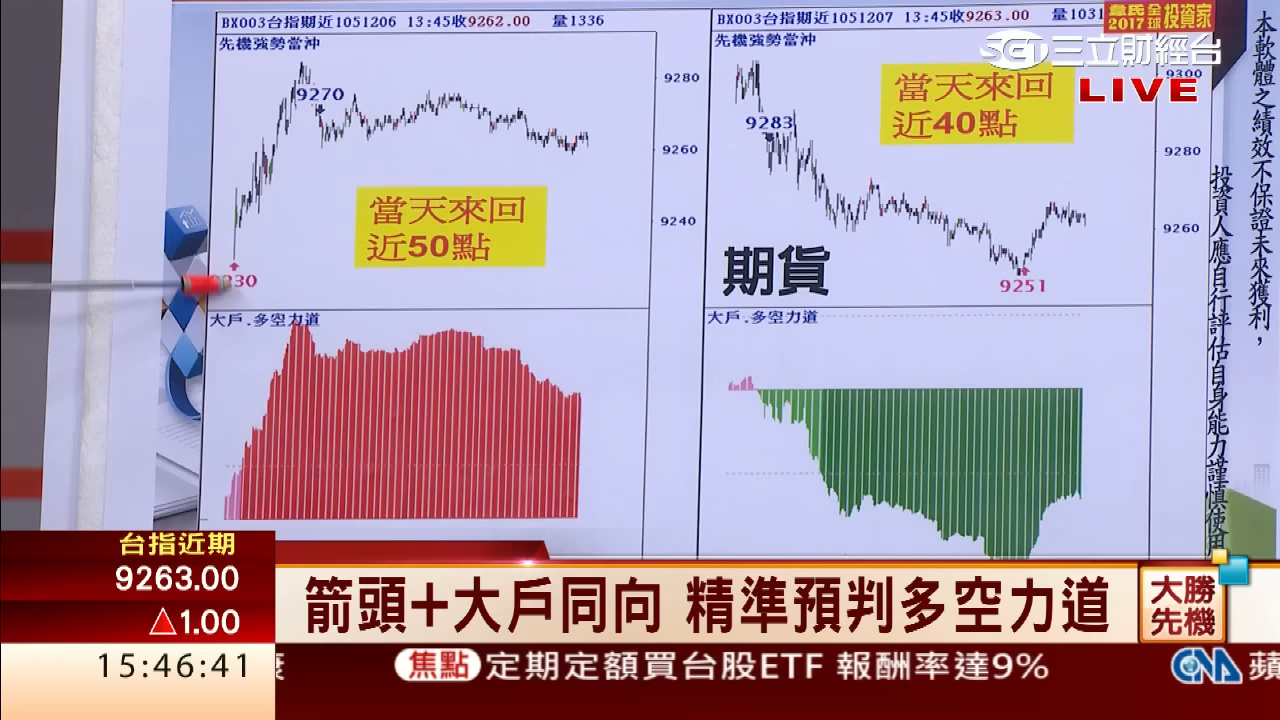 BX003台指期近1051206 13:45收9262.00 量1336
先機強勢當沖
9270
9280
9260
9240
當天來回
近50點
大戶.多空力道
BX003台指期近1051207 13:45收9263.00 量1031
先機強勢當沖
9283
當天來回
近40點
9300
9280
9260
期貨
9251
大戶.多空力道
韋氏全球投資家
2017
SET三立財經台
LIVE
本軟體之績效不保證未來獲利，
投資人應自行評估自身能力謹慎使用
台指近期
9263.00
△1.00
15:46:41
箭頭+大戶同向 精準預判多空力道
大勝
先機
焦點 定期定額買台股ETF 報酬率達9%
CNA 蘋